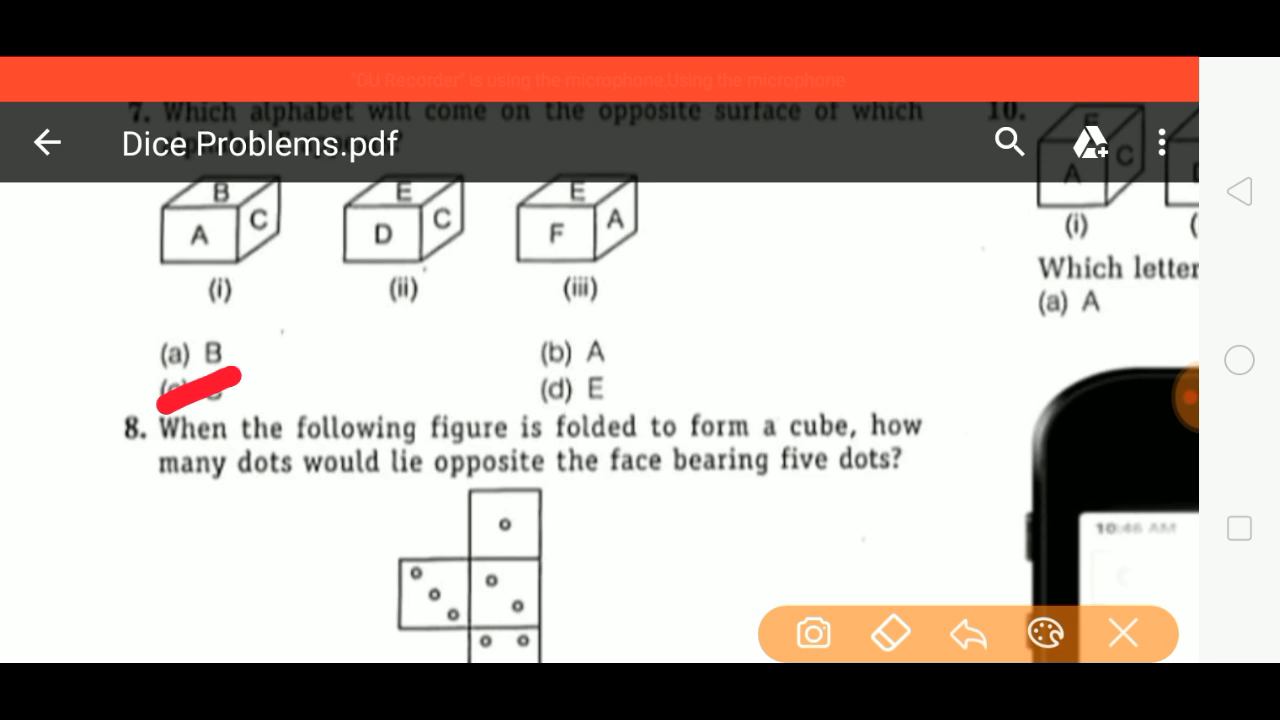 "DU Recorder" is using the microphone.Using the microphone
7. Which alphabet will come on the opposite surface of which
Dice Problems.pdf
B
A
C
(i)
E
D
C
(ii)
E
F
A
(iii)
(a) B
(b) A
(d) E
8. When the following figure is folded to form a cube, how
many dots would lie opposite the face bearing five dots?
10.
E
A
C
(i)
(
Which letter
(a) A
10:46 AM